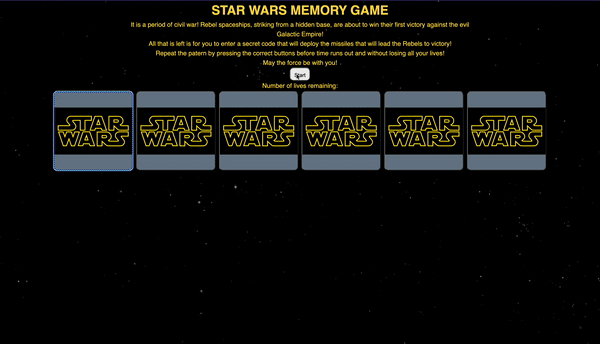 STAR WARS MEMORY GAME
It is a period of civil war! Rebel spaceships, striking from a hidden base, are about to win their first victory against the evil
Galactic Empire!
All that is left is for you to enter a secret code that will deploy the missiles that will lead the Rebels to victory!
Repeat the patern by pressing the correct buttons before time runs out and without losing all your lives!
May the force be with you!
Start
Number of lives remaining:
STAR WARS STAR WARS STAR WARS STAR WARS STAR WARS STAR WARS